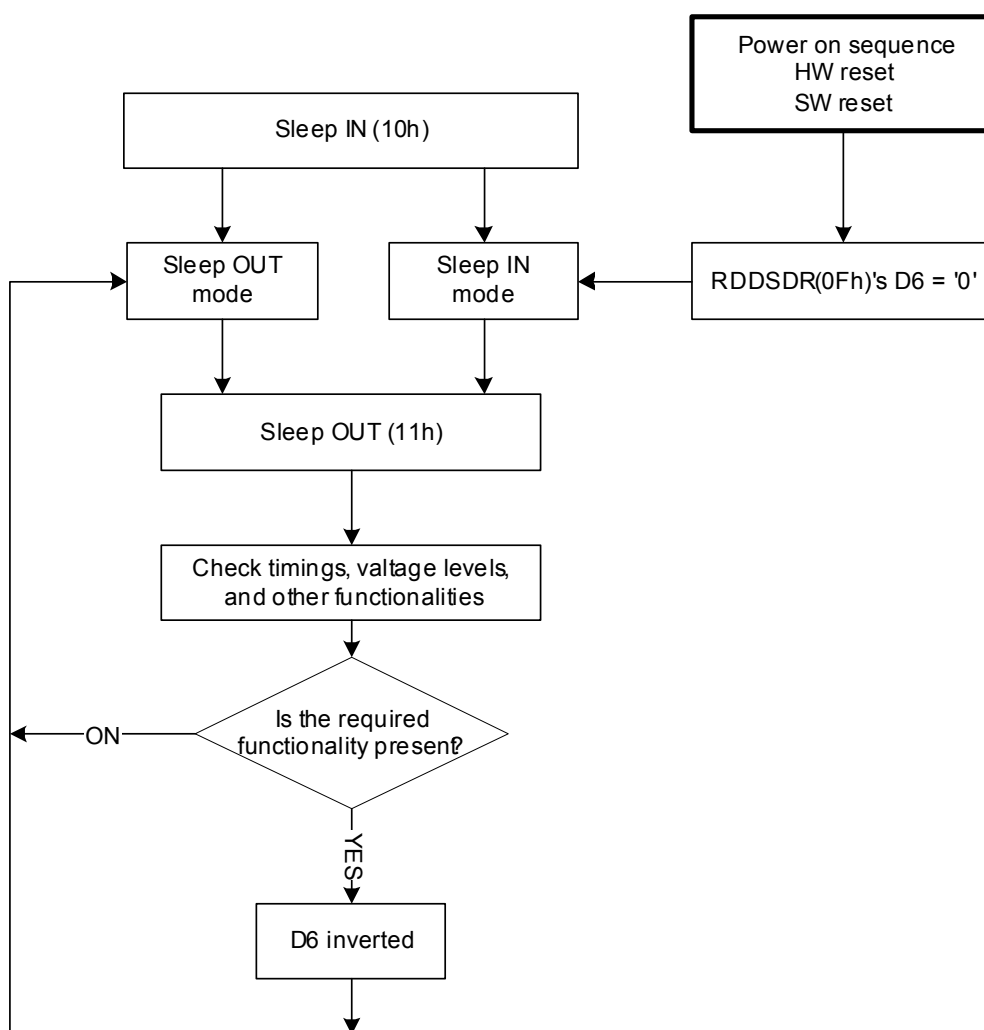 Power on sequence
HW reset
SW reset
Sleep IN (10h)
Sleep OUT
mode
Sleep IN
mode
RDDSDR(0Fh)'s D6 = '0'
Sleep OUT (11h)
Check timings, valtage levels,
and other functionalities
Is the required
functionality present?
ON
YES
D6 inverted